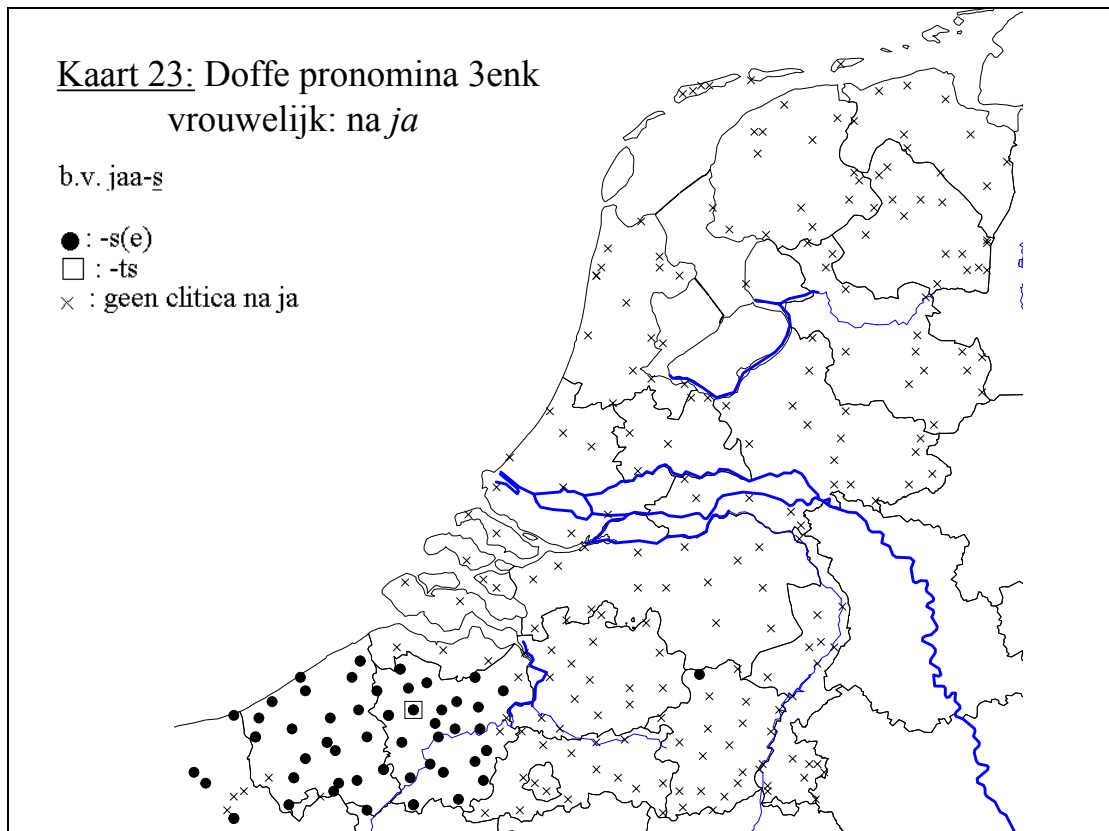 Kaart 23: Doffe pronomina 3enk
vrouwelijk: na ja
b.v. jaa-s
: -s(e)
: -ts
: geen clitica na ja